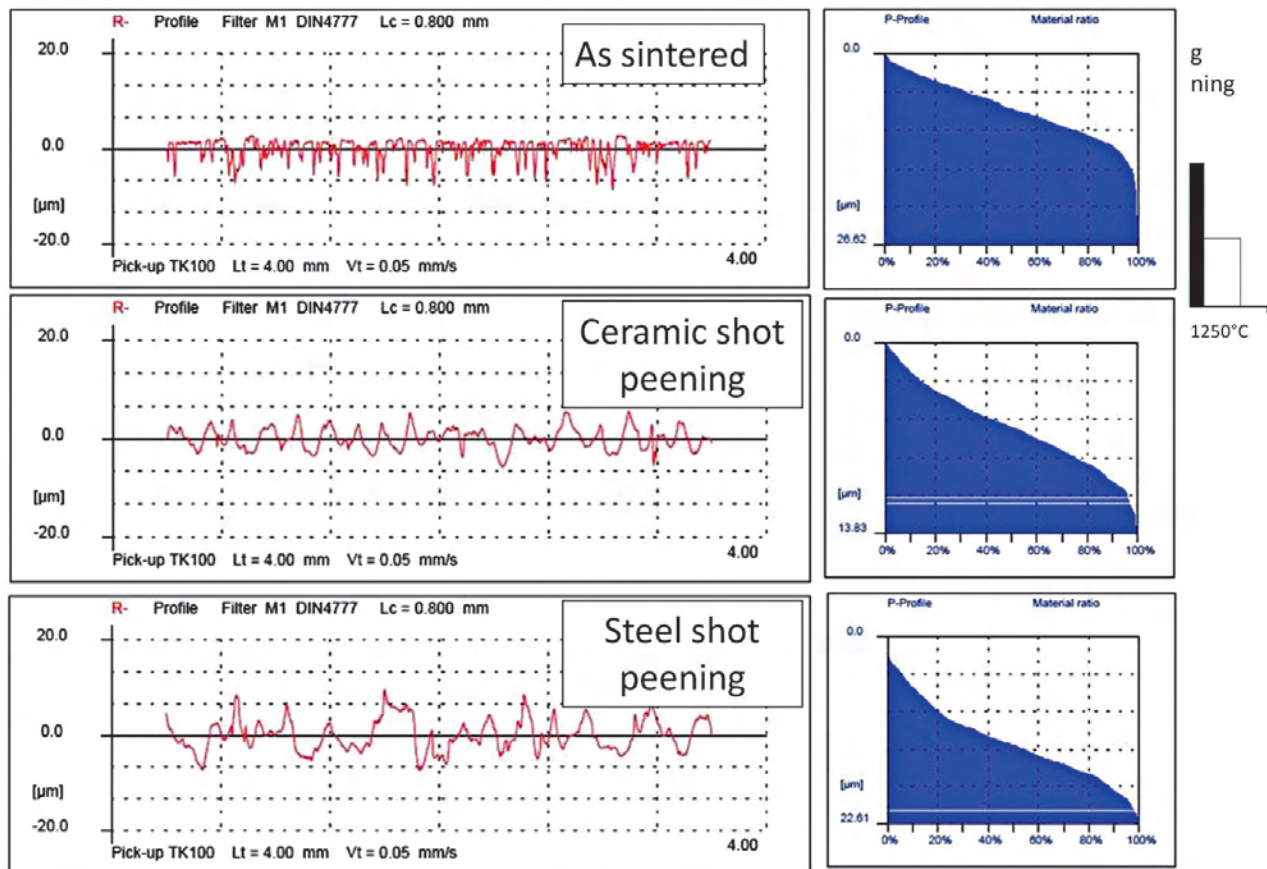 R- Profile Filter M1 DIN4777 Lc = 0.800 mm
20.0
As sintered
0.0
[µm]
-20.0
4.00
Pick-up TK100 Lt = 4.00 mm Vt = 0.05 mm/s
P-Profile Material ratio
0.0
[µm]
26.62
0% 20% 40% 60% 80% 100%
g
ning
1250°C
R- Profile Filter M1 DIN4777 Lc = 0.800 mm
20.0
Ceramic shot
peening
0.0
[µm]
-20.0
4.00
Pick-up TK100 Lt = 4.00 mm Vt = 0.05 mm/s
P-Profile Material ratio
0.0
[µm]
13.83
0% 20% 40% 60% 80% 100%
R- Profile Filter M1 DIN4777 Lc = 0.800 mm
20.0
Steel shot
peening
0.0
[µm]
-20.0
4.00
Pick-up TK100 Lt = 4.00 mm Vt = 0.05 mm/s
P-Profile Material ratio
0.0
[µm]
22.61
0% 20% 40% 60% 80% 100%